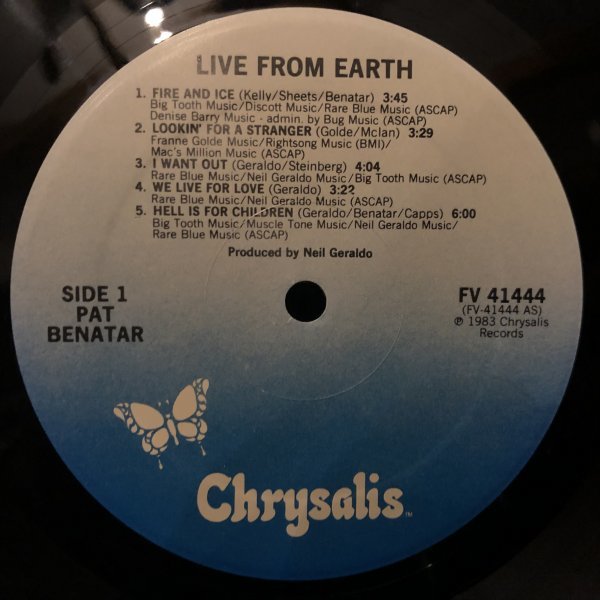 LIVE FROM EARTH
1. FIRE AND ICE (Kelly/Sheets/Benatar) 3:45
Big Tooth Music/Discott Music/Rare Blue Music (ASCAP)
Denise Barry Music - admin. by Bug Music (ASCAP)
2. LOOKIN' FOR A STRANGER (Golde/McIan) 3:29
Franne Golde Music/Rightsong Music (BMI)/
Mac's Million Music (ASCAP)
3. I WANT OUT (Geraldo/Steinberg) 4:04
Rare Blue Music/Neil Geraldo Music/Big Tooth Music (ASCAP)
4. WE LIVE FOR LOVE (Geraldo) 3:22
Rare Blue Music/Neil Geraldo Music (ASCAP)
5. HELL IS FOR CHILDREN (Geraldo/Benatar/Capps) 6:00
Big Tooth Music/Muscle Tone Music/Neil Geraldo Music/
Rare Blue Music (ASCAP)
Produced by Neil Geraldo
SIDE 1
PAT
BENATAR
FV 41444
(FV-41444 AS)
℗ 1983 Chrysalis
Records
Chrysalis™